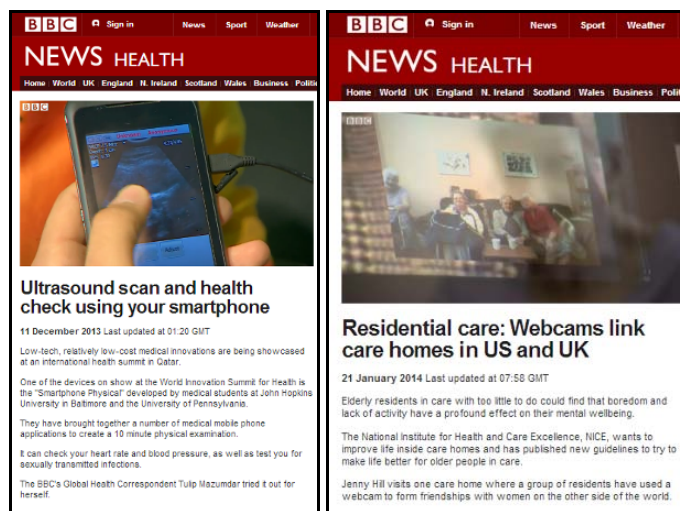 BBC Sign in News Sport Weather
NEWS HEALTH
Home World UK England N. Ireland Scotland Wales Business
BBC
Ultrasound scan and health
check using your smartphone
11 December 2013 Last updated at 01:20 GMT
Low-tech, relatively low-cost medical innovations are being showcased
at an international health summit in Qatar.
One of the devices on show at the World Innovation Summit for Health is
the "Smartphone Physical" developed by medical students at John Hopkins
University in Baltimore and the University of Pennsylvania.
They have brought together a number of medical mobile phone
applications to create a 10 minute physical examination.
It can check your heart rate and blood pressure, as well as test you for
sexually transmitted infections.
The BBC's Global Health Correspondent Tulip Mazumdar tried it out for
herself.
BBC Sign in News Sport Weather
NEWS HEALTH
Home World UK England N. Ireland Scotland Wales Business
BBC
Residential care: Webcams link
care homes in US and UK
21 January 2014 Last updated at 07:58 GMT
Elderly residents in care with too little to do could find that boredom and
lack of activity have a profound effect on their mental wellbeing.
The National Institute for Health and Care Excellence, NICE, wants to
improve life inside care homes and has published new guidelines to try to
make life better for older people in care.
Jenny Hill visits one care home where a group of residents have used a
webcam to form friendships with women on the other side of the world.